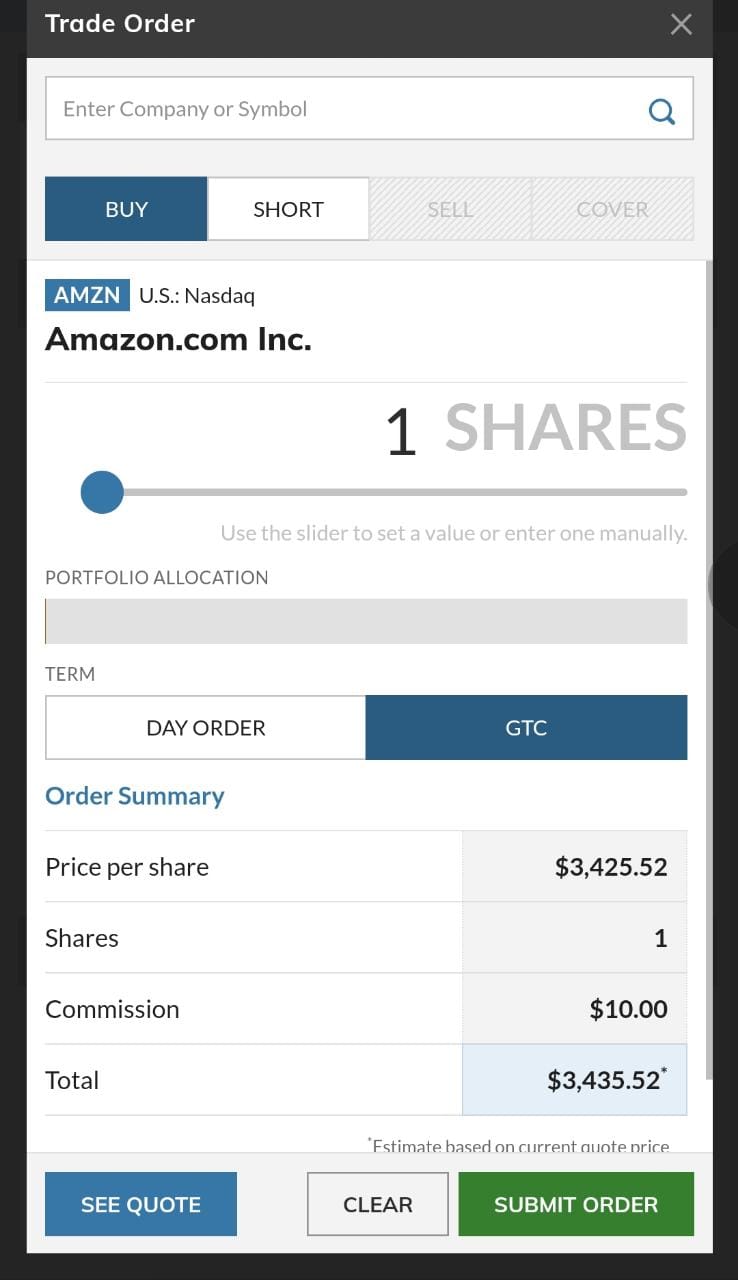 Trade Order
Enter Company or Symbol
BUY SHORT SELL COVER
AMZN U.S.: Nasdaq
Amazon.com Inc.
1 SHARES
Use the slider to set a value or enter one manually.
PORTFOLIO ALLOCATION
TERM
DAY ORDER GTC
Order Summary
Price per share $3,425.52
Shares 1
Commission $10.00
Total $3,435.52*
*Estimate based on current quote price
SEE QUOTE CLEAR SUBMIT ORDER